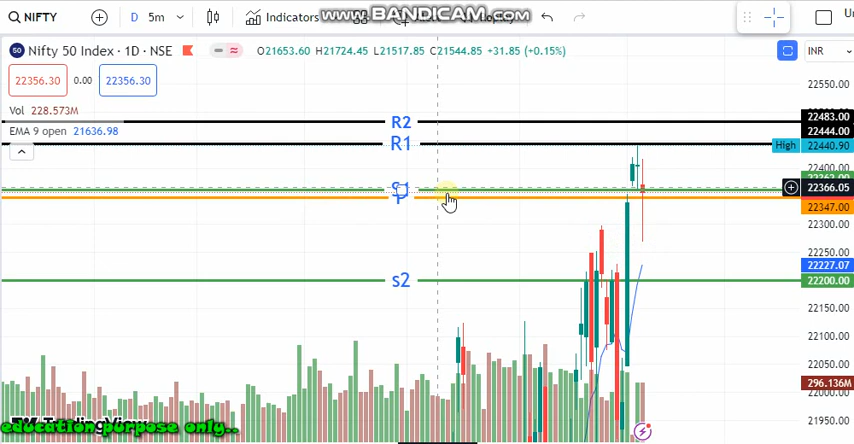 NIFTY D 5m Indicators
www.BANDICAM.com
50 Nifty 50 Index · 1D · NSE O21653.60 H21724.45 L21517.85 C21544.85 +31.85 (+0.15%) INR
22356.30 0.00 22356.30
22550.00
Vol 228.573M
R2 22483.00
EMA 9 open 21636.98 22444.00
R1 High 22440.90
22400.00
S1 22366.05
P 22347.00
22300.00
22250.00
22227.07
s2 22200.00
22150.00
22100.00
22050.00
296.136M
22000.00
21950.00
educationpurpose only..